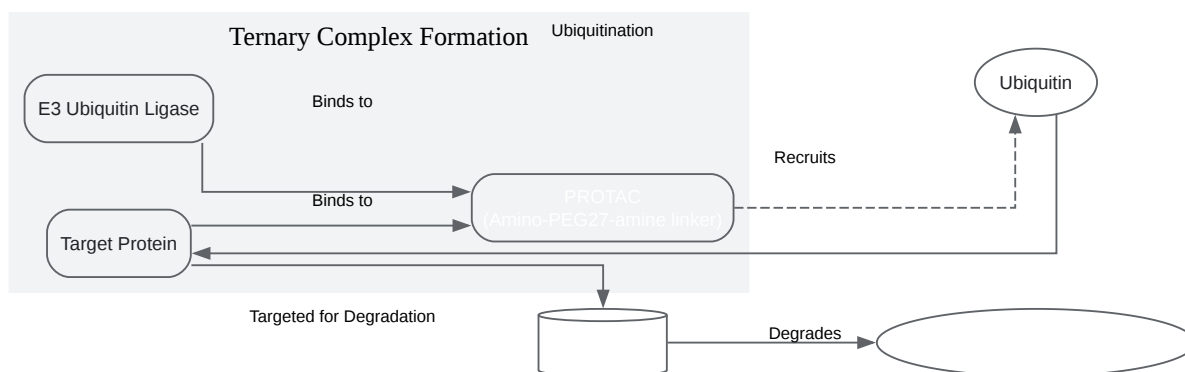 Ternary Complex Formation
Ubiquitination
E3 Ubiquitin Ligase
Binds to
Ubiquitin
Recruits
Binds to
PROTAC
(Amino-PEG27-amine linker)
Target Protein
Targeted for Degradation
Degrades